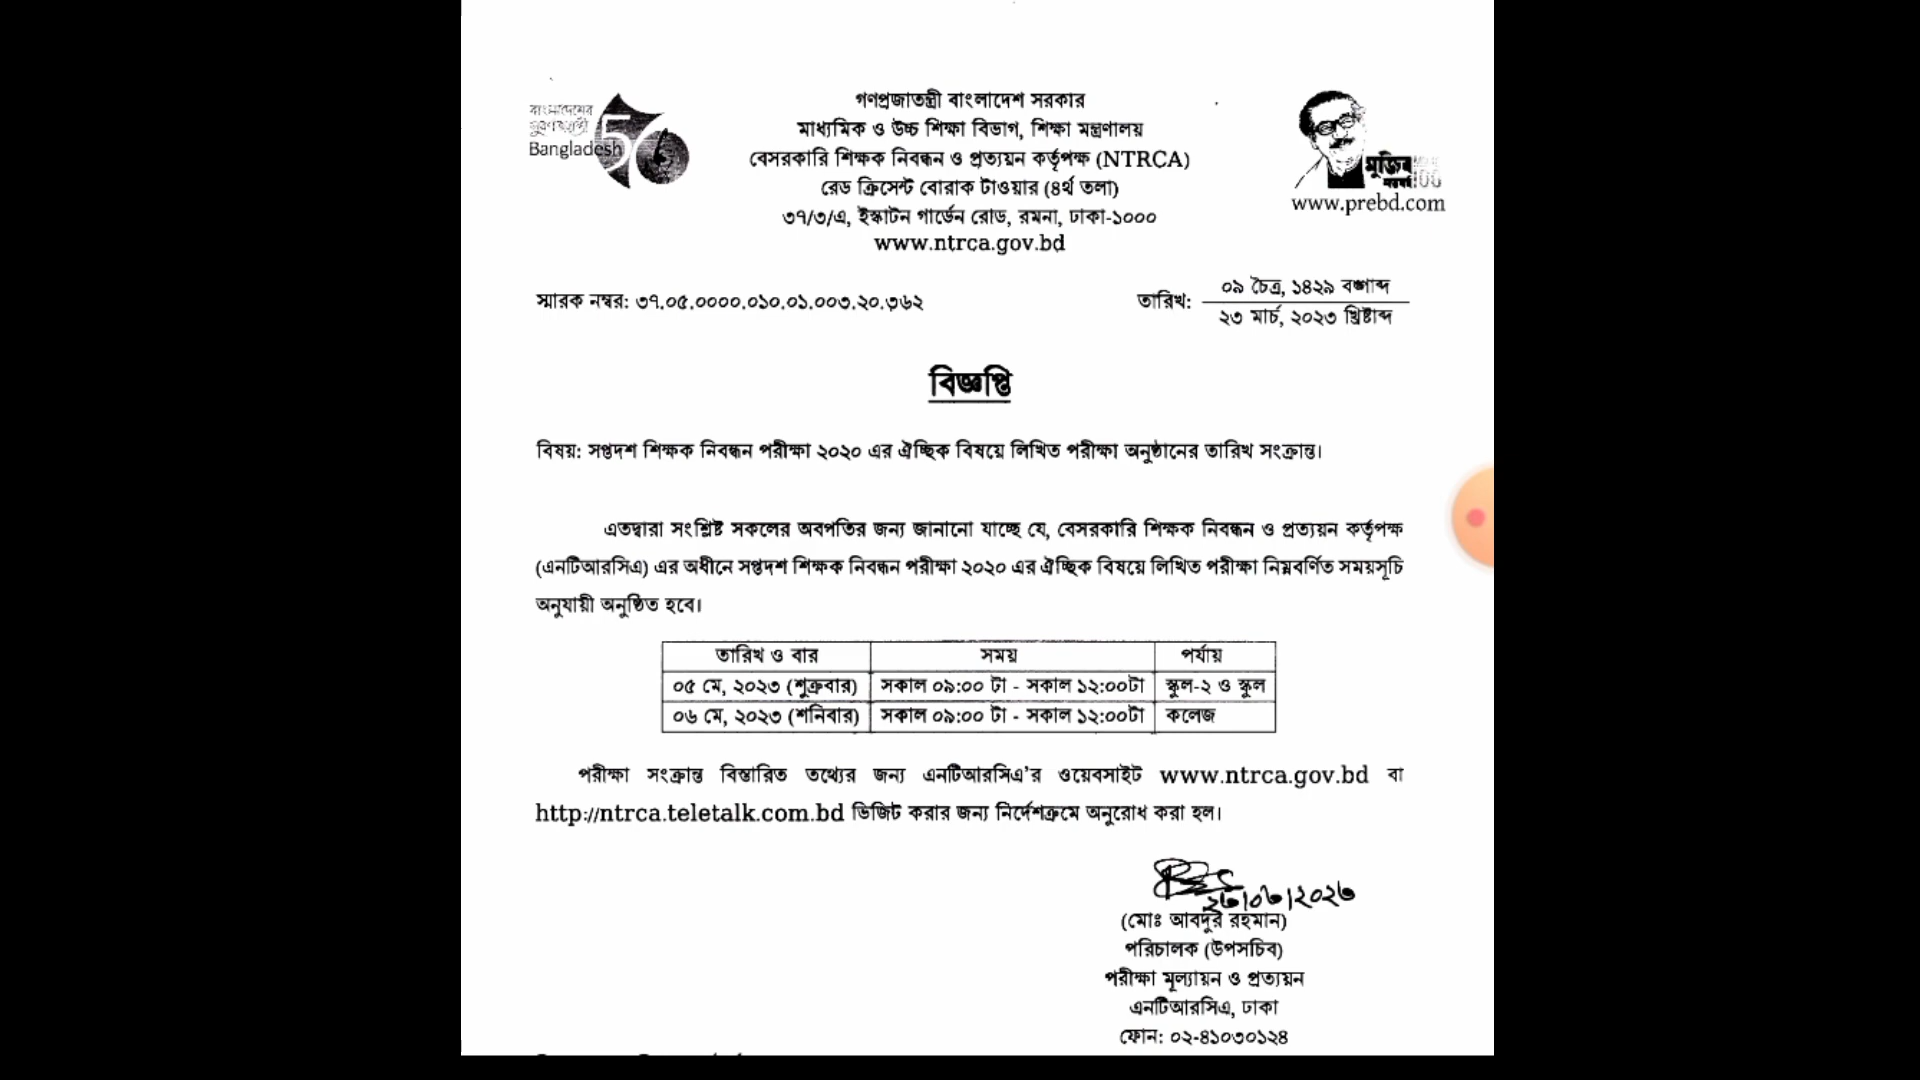 বাংলাদেশের
সুবর্ণজয়ন্তী
Bangladesh 50
গণপ্রজাতন্ত্রী বাংলাদেশ সরকার
মাধ্যমিক ও উচ্চ শিক্ষা বিভাগ, শিক্ষা মন্ত্রণালয়
বেসরকারি শিক্ষক নিবন্ধন ও প্রত্যয়ন কর্তৃপক্ষ (NTRCA)
রেড ক্রিসেন্ট বোরাক টাওয়ার (৪র্থ তলা)
৩৭/৩/এ, ইস্কাটন গার্ডেন রোড, রমনা, ঢাকা-১০০০
www.ntrca.gov.bd
মুজিব
100
www.prebd.com
স্মারক নম্বর: ৩৭.০৫.০০০০.০১০.০১.০০৩.২০.৩৬২
তারিখ: ০৯ চৈত্র, ১৪২৯ বঙ্গাব্দ
২৩ মার্চ, ২০২৩ খ্রিষ্টাব্দ
বিজ্ঞপ্তি
বিষয়: সপ্তদশ শিক্ষক নিবন্ধন পরীক্ষা ২০২০ এর ঐচ্ছিক বিষয়ে লিখিত পরীক্ষা অনুষ্ঠানের তারিখ সংক্রান্ত।
এতদ্বারা সংশ্লিষ্ট সকলের অবগতির জন্য জানানো যাচ্ছে যে, বেসরকারি শিক্ষক নিবন্ধন ও প্রত্যয়ন কর্তৃপক্ষ
(এনটিআরসিএ) এর অধীনে সপ্তদশ শিক্ষক নিবন্ধন পরীক্ষা ২০২০ এর ঐচ্ছিক বিষয়ে লিখিত পরীক্ষা নিম্নবর্ণিত সময়সূচি
অনুযায়ী অনুষ্ঠিত হবে।
তারিখ ও বার সময় পর্যায়
০৫ মে, ২০২৩ (শুক্রবার) সকাল ০৯:০০ টা - সকাল ১২:০০টা স্কুল-২ ও স্কুল
০৬ মে, ২০২৩ (শনিবার) সকাল ০৯:০০ টা - সকাল ১২:০০টা কলেজ
পরীক্ষা সংক্রান্ত বিস্তারিত তথ্যের জন্য এনটিআরসিএ'র ওয়েবসাইট www.ntrca.gov.bd বা
http://ntrca.teletalk.com.bd ভিজিট করার জন্য নির্দেশক্রমে অনুরোধ করা হল।
২৩/০৩/২০২৩
(মোঃ আবদুর রহমান)
পরিচালক (উপসচিব)
পরীক্ষা মূল্যায়ন ও প্রত্যয়ন
এনটিআরসিএ, ঢাকা
ফোন: ০২-৪১০৩০১২৪